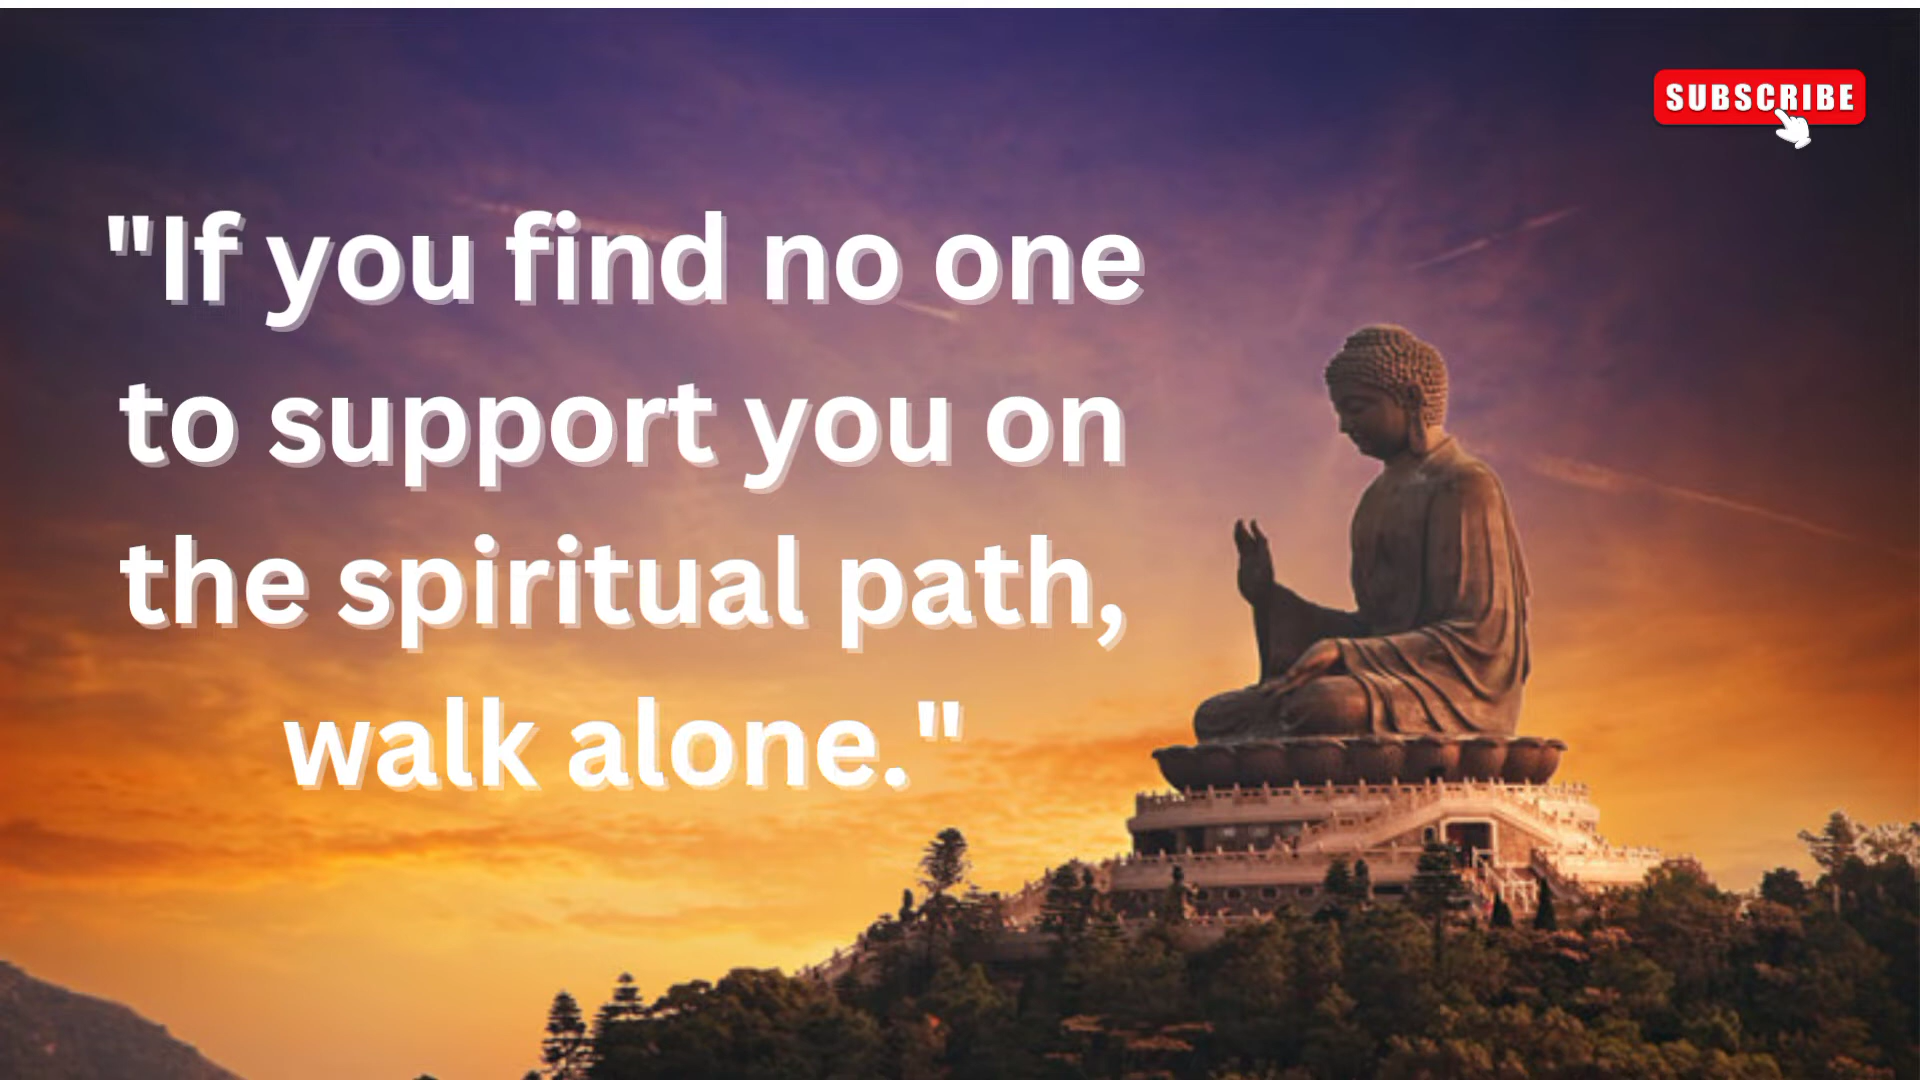 SUBSCRIBE
"If you find no one
to support you on
the spiritual path,
walk alone."